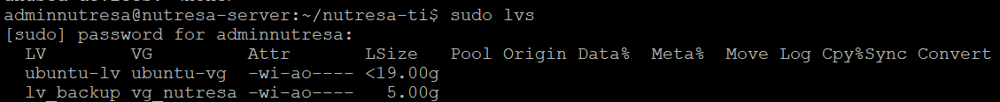 adminnutresa@nutresa-server:~/nutresa-ti$ sudo lvs
[sudo] password for adminnutresa:
  LV        VG         Attr       LSize   Pool Origin Data%  Meta%  Move Log Cpy%Sync Convert
  ubuntu-lv ubuntu-vg  -wi-ao---- <19.00g
  lv_backup vg_nutresa -wi-ao----   5.00g